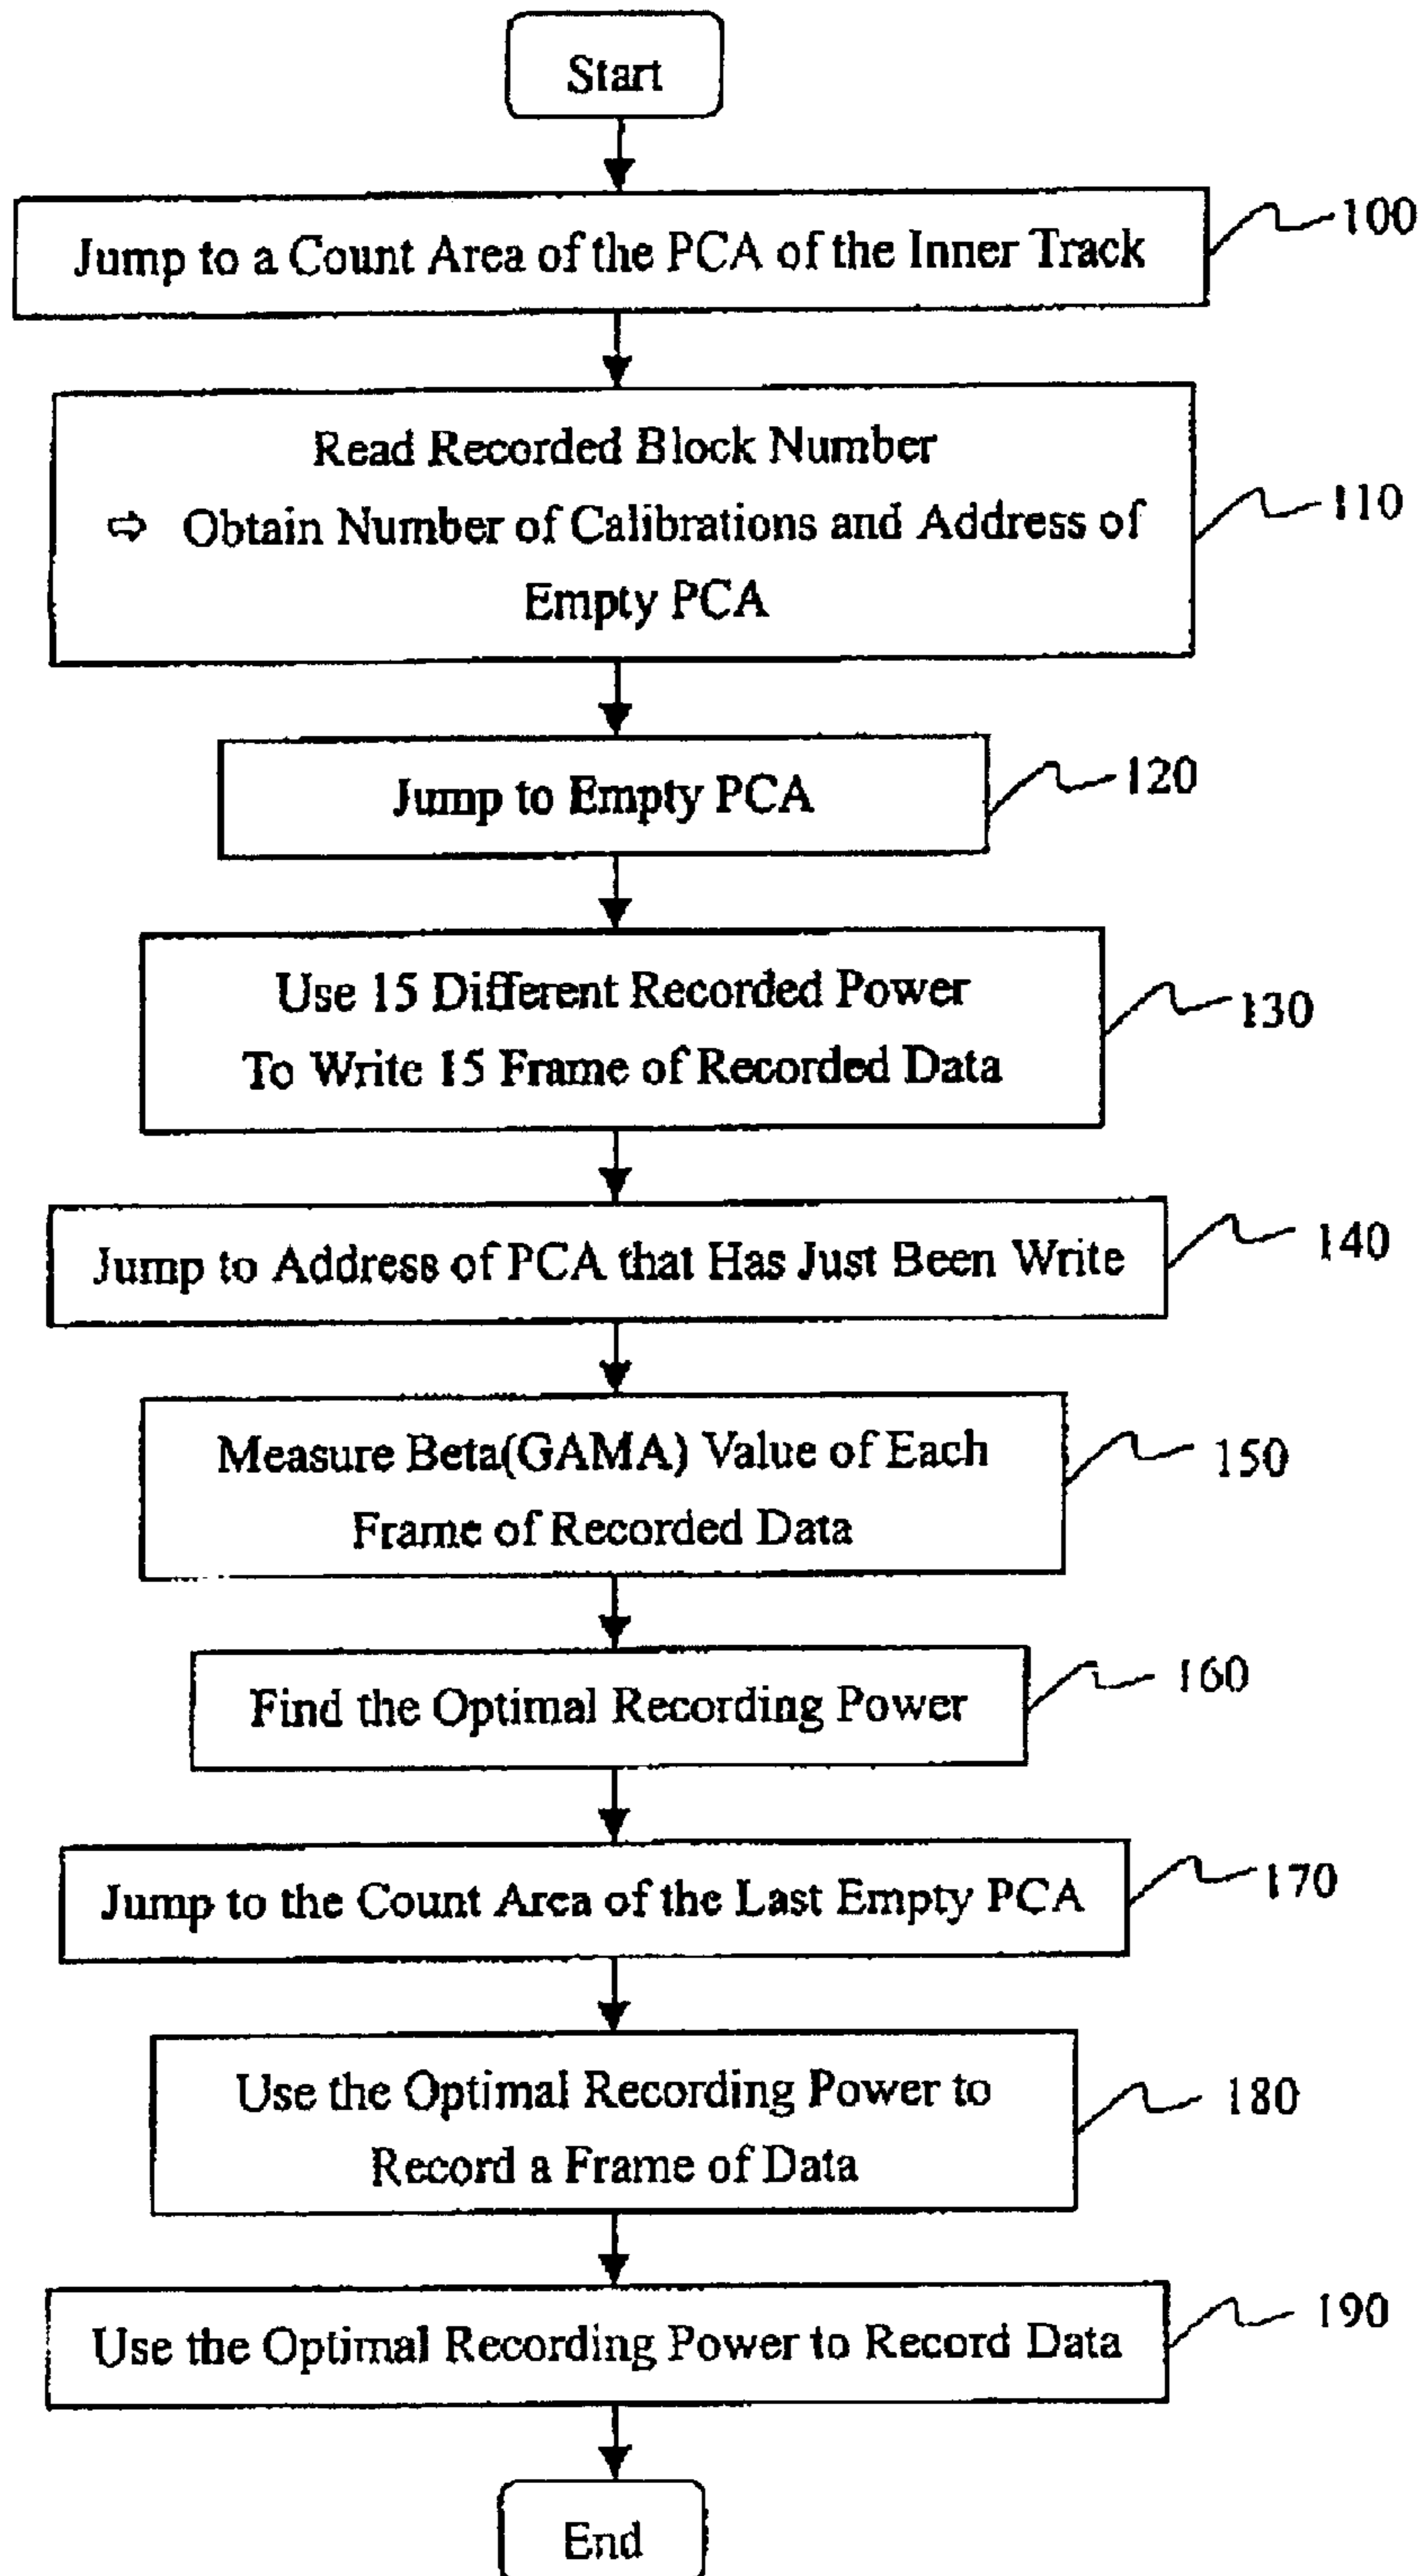 Start
Jump to a Count Area of the PCA of the Inner Track
100
Read Recorded Block Number
⇨ Obtain Number of Calibrations and Address of
Empty PCA
110
Jump to Empty PCA
120
Use 15 Different Recorded Power
To Write 15 Frame of Recorded Data
130
Jump to Address of PCA that Has Just Been Write
140
Measure Beta(GAMA) Value of Each
Frame of Recorded Data
150
Find the Optimal Recording Power
160
Jump to the Count Area of the Last Empty PCA
170
Use the Optimal Recording Power to
Record a Frame of Data
180
Use the Optimal Recording Power to Record Data
190
End